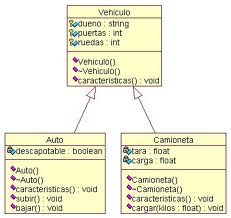 Vehiculo
dueno : string
puertas : int
ruedas : int
Vehiculo()
~Vehiculo()
caracteristicas() : void
Auto
descapotable : boolean
Auto()
~Auto()
caracteristicas() : void
subir() : void
bajar() : void
Camioneta
tara : float
carga : float
Camioneta()
~Camioneta()
caracteristicas() : void
cargar(kilos : float) : void